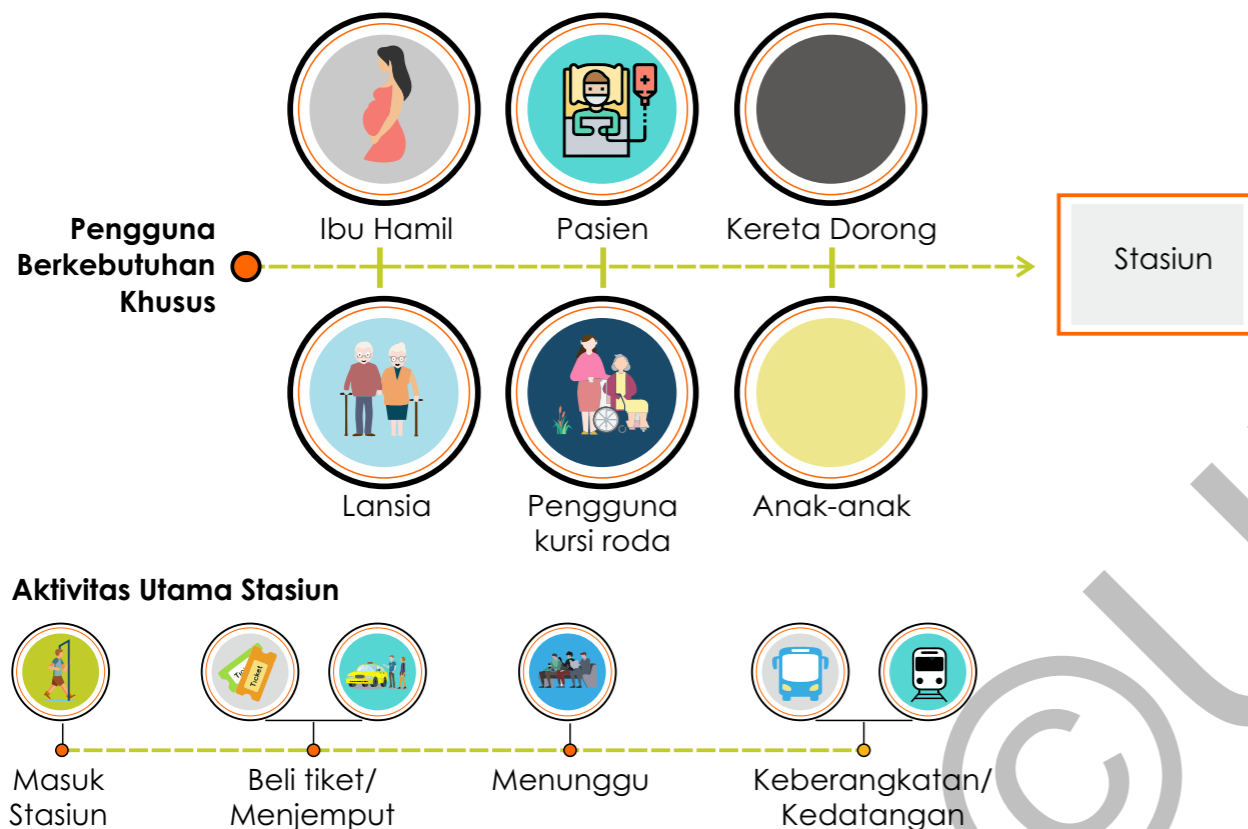 Ibu Hamil
Pasien
Kereta Dorong
Pengguna
Berkebutuhan
Khusus
Stasiun
Lansia
Pengguna
kursi roda
Anak-anak
Aktivitas Utama Stasiun
Ticket
Masuk
Stasiun
Beli tiket/
Menjemput
Menunggu
Keberangkatan/
Kedatangan